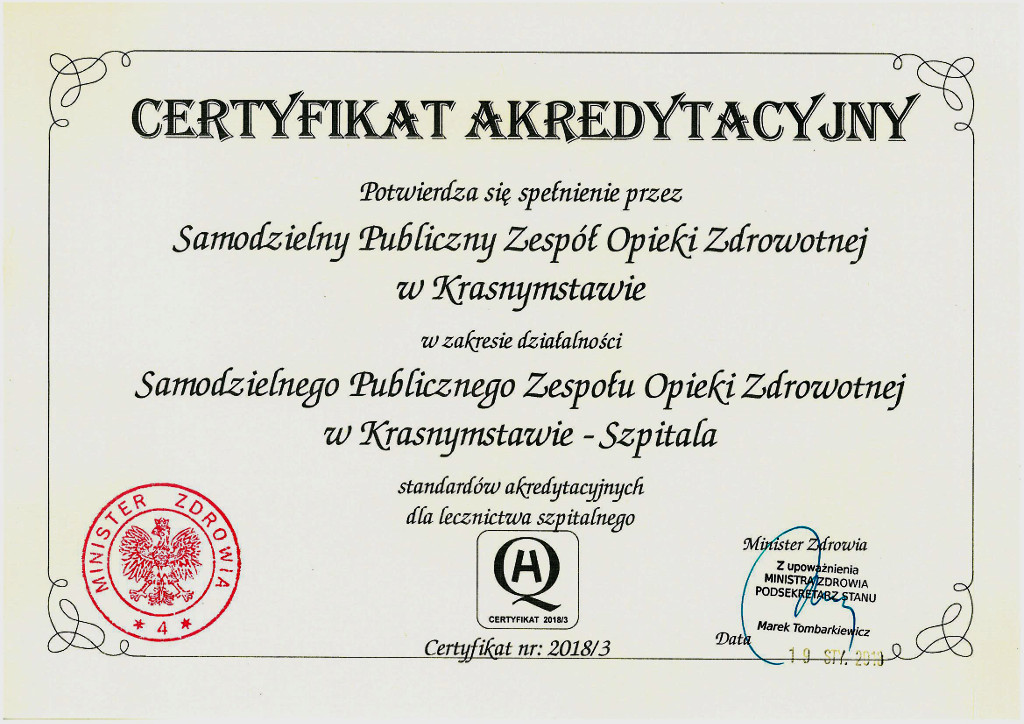 CERTYFIKAT AKREDYTACYJNY
Potwierdza się spełnienie przez
Samodzielny Publiczny Zespół Opieki Zdrowotnej
w Krasnymstawie
w zakresie działalności
Samodzielnego Publicznego Zespołu Opieki Zdrowotnej
w Krasnymstawie - Szpitala
standardów akredytacyjnych
dla lecznictwa szpitalnego
HQ
CERTYFIKAT 2018/3
Certyfikat nr: 2018/3
MINISTER ZDROWIA
* 4 *
Minister Zdrowia
Z upoważnienia
MINISTRA ZDROWIA
PODSEKRETARZ STANU
Marek Tombarkiewicz
Data
STY.